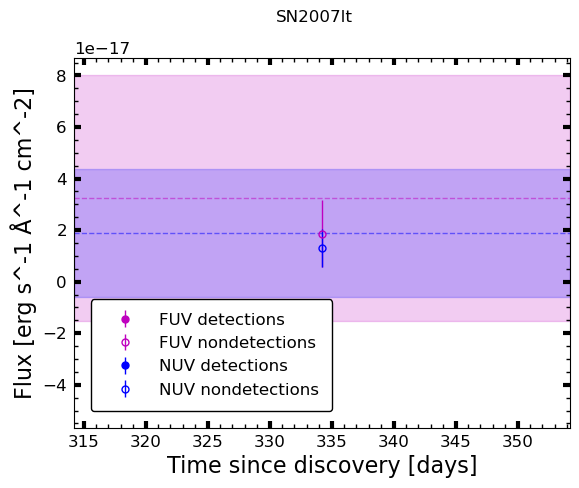 SN2007lt
1e−17
8
6
4
2
0
−2
−4
Flux [erg s^-1 Å^-1 cm^-2]
FUV detections
FUV nondetections
NUV detections
NUV nondetections
315 320 325 330 335 340 345 350
Time since discovery [days]